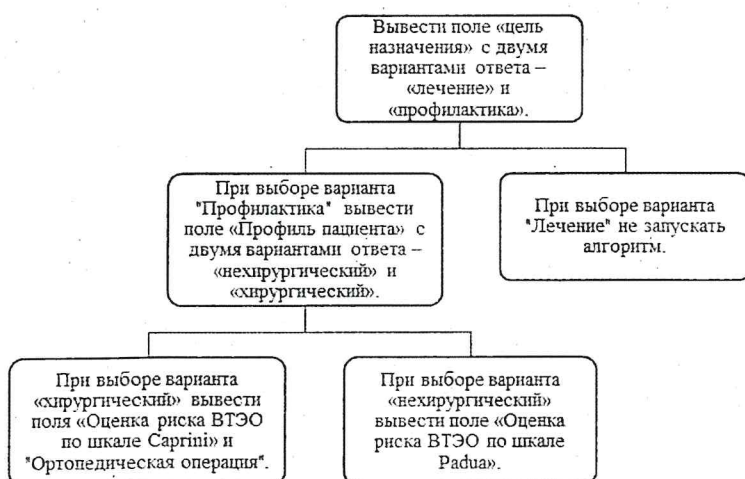 Вывести поле «цель
назначения» с двумя
вариантами ответа –
«лечение» и
«профилактика».
При выборе варианта
"Профилактика" вывести
поле «Профиль пациента» с
двумя вариантами ответа –
«нехирургический» и
«хирургический».
При выборе варианта
"Лечение" не запускать
алгоритм.
При выборе варианта
«хирургический» вывести
поля «Оценка риска ВТЭО
по шкале Caprini» и
"Ортопедическая операция".
При выборе варианта
«нехирургический»
вывести поле «Оценка
риска ВТЭО по шкале
Padua».